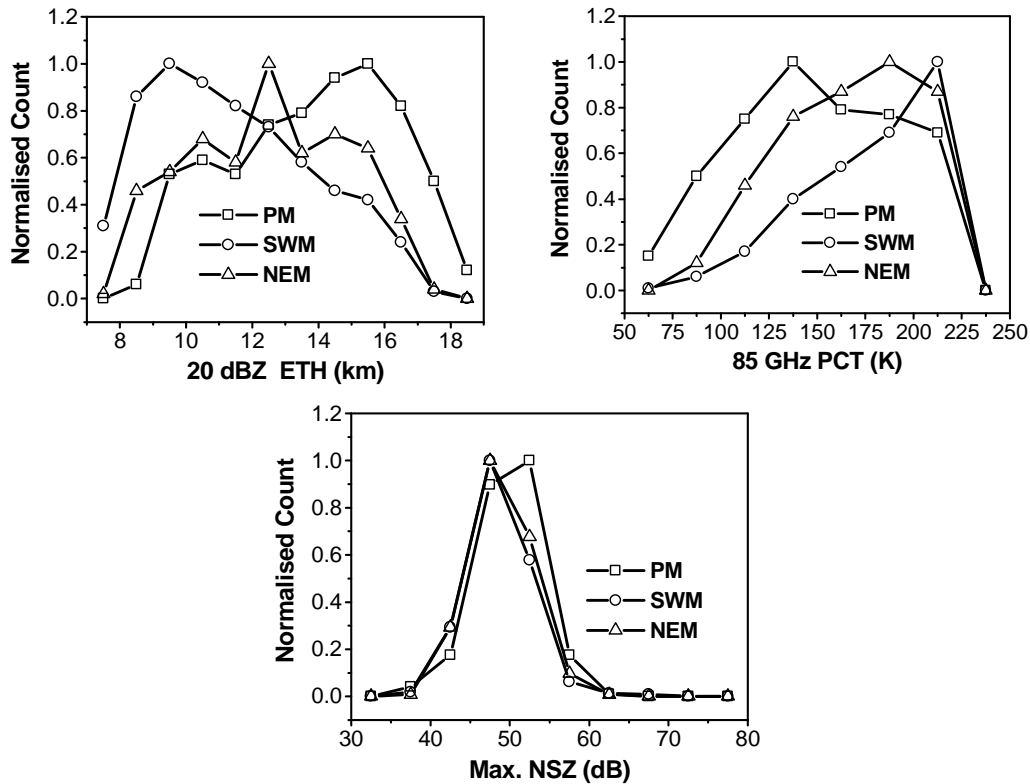 Normalised Count
1.2
1.0
0.8
0.6
0.4
0.2
0.0
PM
SWM
NEM
8 10 12 14 16 18
20 dBZ ETH (km)
Normalised Count
1.2
1.0
0.8
0.6
0.4
0.2
0.0
PM
SWM
NEM
50 75 100 125 150 175 200 225 250
85 GHz PCT (K)
Normalised Count
1.2
1.0
0.8
0.6
0.4
0.2
0.0
PM
SWM
NEM
30 40 50 60 70 80
Max. NSZ (dB)